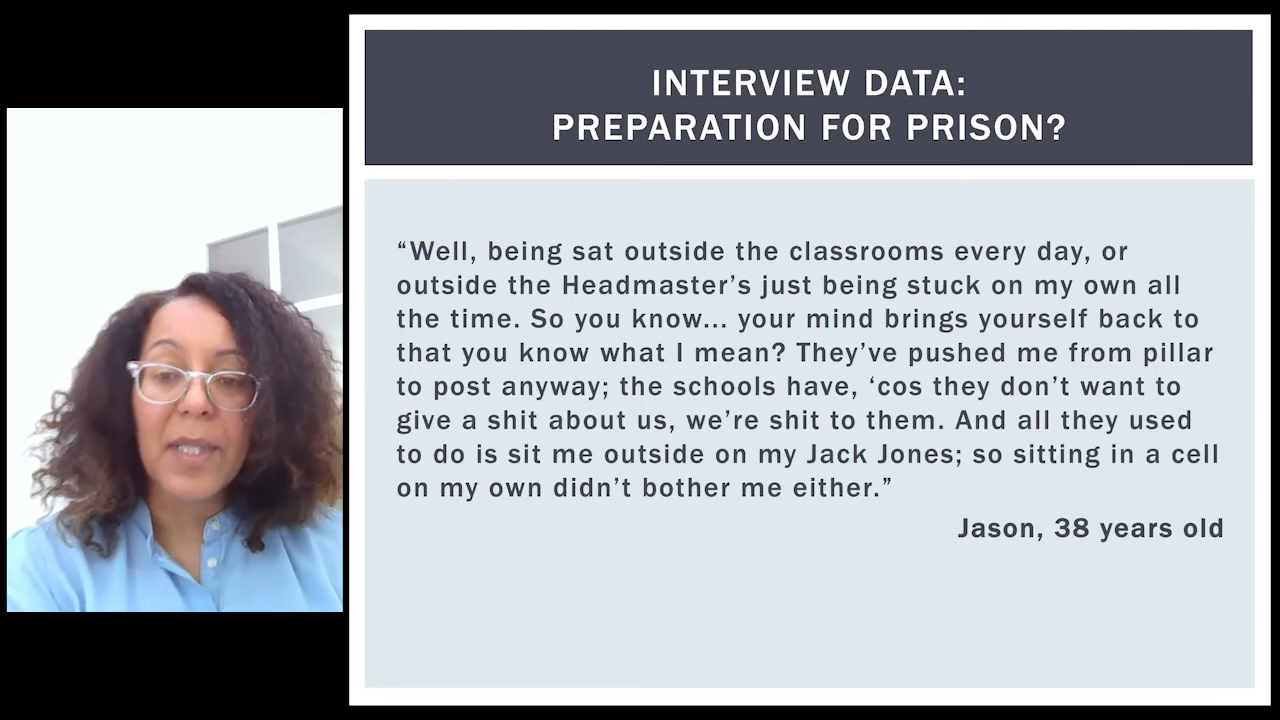 INTERVIEW DATA:
PREPARATION FOR PRISON?
“Well, being sat outside the classrooms every day, or
outside the Headmaster’s just being stuck on my own all
the time. So you know... your mind brings yourself back to
that you know what I mean? They’ve pushed me from pillar
to post anyway; the schools have, ‘cos they don’t want to
give a shit about us, we’re shit to them. And all they used
to do is sit me outside on my Jack Jones; so sitting in a cell
on my own didn’t bother me either.”
Jason, 38 years old